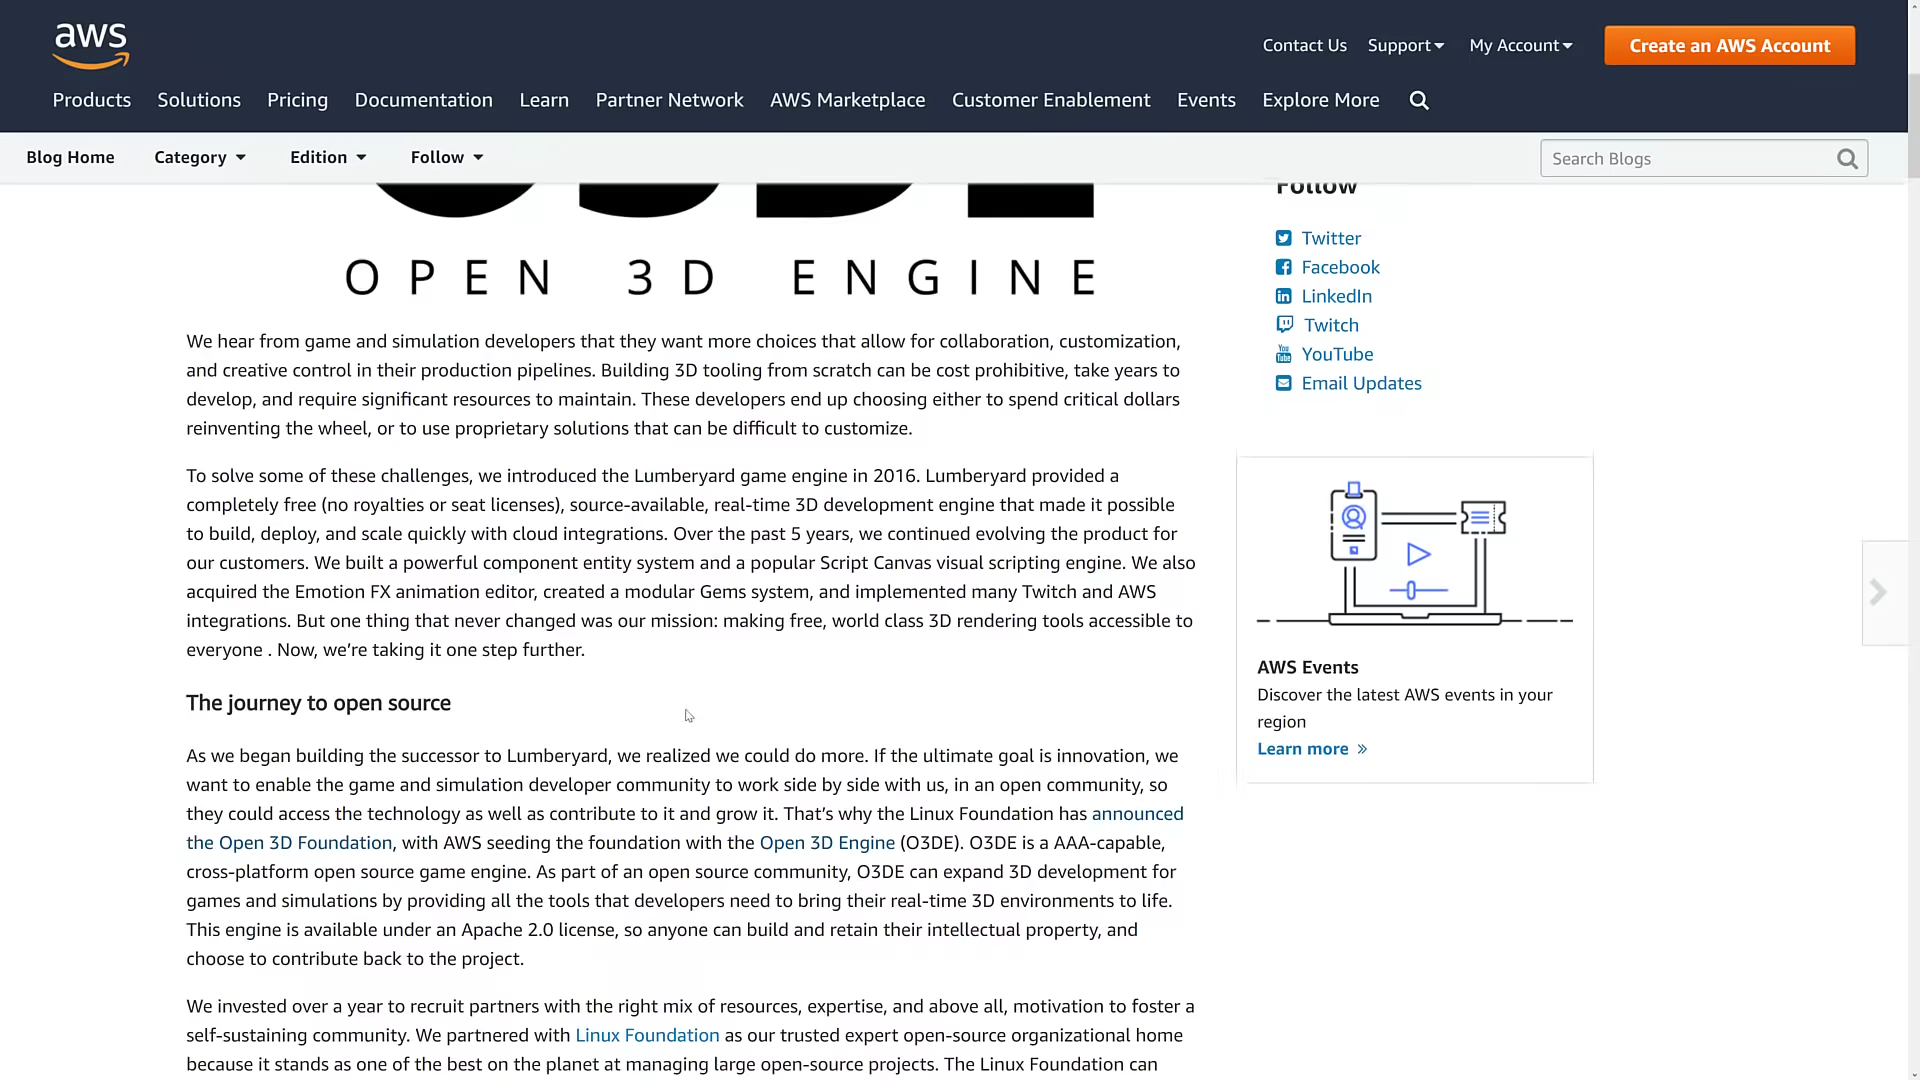 aws
Contact Us Support My Account Create an AWS Account
Products Solutions Pricing Documentation Learn Partner Network AWS Marketplace Customer Enablement Events Explore More
Blog Home Category Edition Follow Search Blogs
OPEN 3D ENGINE
We hear from game and simulation developers that they want more choices that allow for collaboration, customization,
and creative control in their production pipelines. Building 3D tooling from scratch can be cost prohibitive, take years to
develop, and require significant resources to maintain. These developers end up choosing either to spend critical dollars
reinventing the wheel, or to use proprietary solutions that can be difficult to customize.
To solve some of these challenges, we introduced the Lumberyard game engine in 2016. Lumberyard provided a
completely free (no royalties or seat licenses), source-available, real-time 3D development engine that made it possible
to build, deploy, and scale quickly with cloud integrations. Over the past 5 years, we continued evolving the product for
our customers. We built a powerful component entity system and a popular Script Canvas visual scripting engine. We also
acquired the Emotion FX animation editor, created a modular Gems system, and implemented many Twitch and AWS
integrations. But one thing that never changed was our mission: making free, world class 3D rendering tools accessible to
everyone . Now, we’re taking it one step further.
The journey to open source
As we began building the successor to Lumberyard, we realized we could do more. If the ultimate goal is innovation, we
want to enable the game and simulation developer community to work side by side with us, in an open community, so
they could access the technology as well as contribute to it and grow it. That’s why the Linux Foundation has announced
the Open 3D Foundation, with AWS seeding the foundation with the Open 3D Engine (O3DE). O3DE is a AAA-capable,
cross-platform open source game engine. As part of an open source community, O3DE can expand 3D development for
games and simulations by providing all the tools that developers need to bring their real-time 3D environments to life.
This engine is available under an Apache 2.0 license, so anyone can build and retain their intellectual property, and
choose to contribute back to the project.
We invested over a year to recruit partners with the right mix of resources, expertise, and above all, motivation to foster a
self-sustaining community. We partnered with Linux Foundation as our trusted expert open-source organizational home
because it stands as one of the best on the planet at managing large open-source projects. The Linux Foundation can
Follow
Twitter
Facebook
LinkedIn
Twitch
YouTube
Email Updates
AWS Events
Discover the latest AWS events in your
region
Learn more »